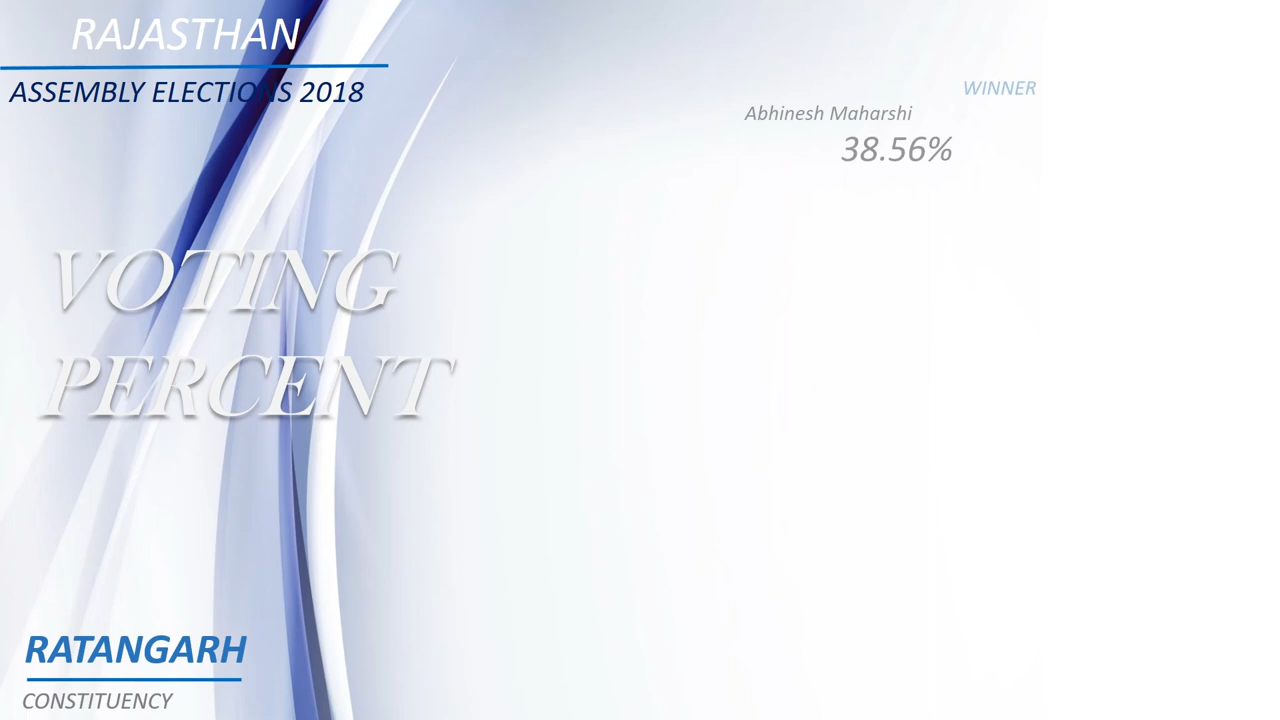 RAJASTHAN
ASSEMBLY ELECTIONS 2018
WINNER
Abhinesh Maharshi
38.56%
VOTING
PERCENT
RATANGARH
CONSTITUENCY